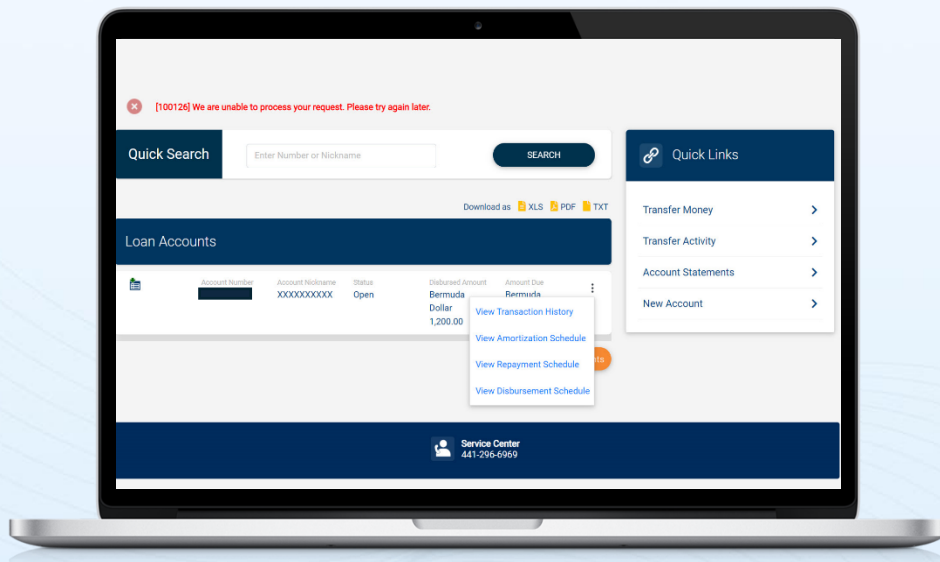 [100126] We are unable to process your request. Please try again later.
Quick Search
Enter Number or Nickname
SEARCH
Download as XLS PDF TXT
Loan Accounts
Account Number Account Nickname Status Disbursed Amount Amount Due
XXXXXXXXXX Open Bermuda Bermuda
Dollar
1,200.00
View Transaction History
View Amortization Schedule
View Repayment Schedule
View Disbursement Schedule
Quick Links
Transfer Money
Transfer Activity
Account Statements
New Account
Service Center
441-296-6969